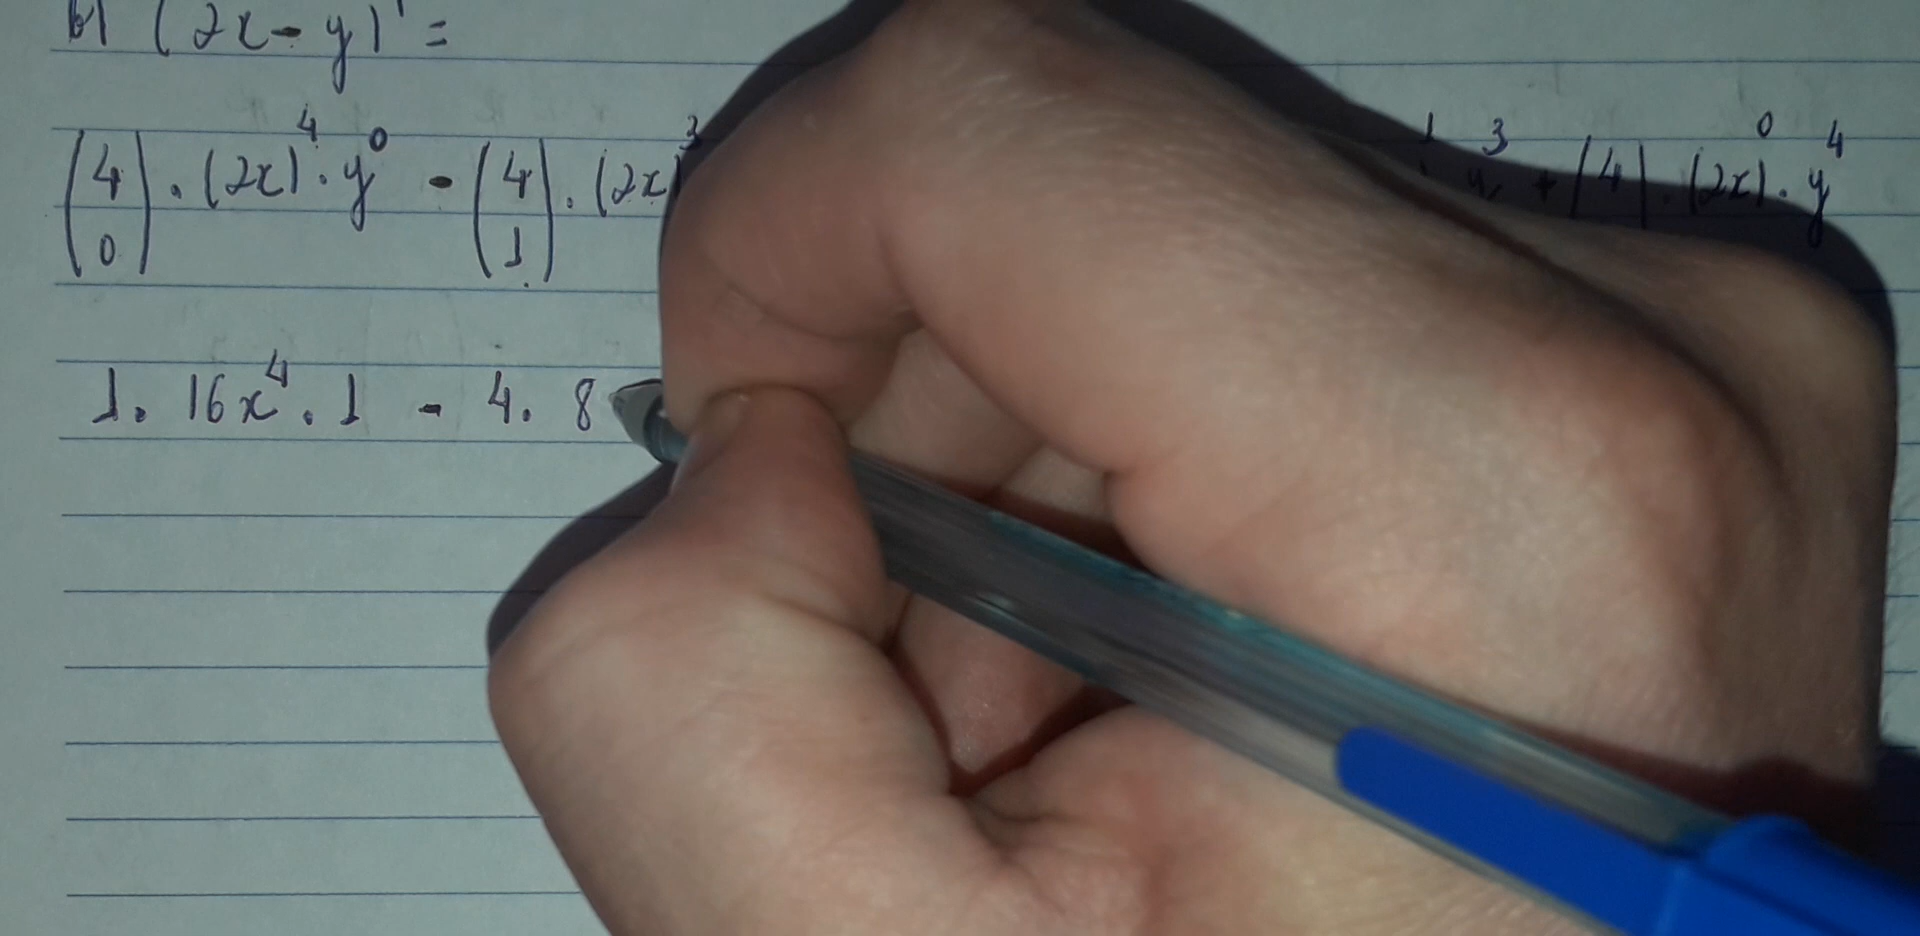 b) (2x - y)⁴ =
(4 0) . (2x)⁴ . y⁰ - (4 1) . (2x)³ y³ + (4 . (2x)⁰ . y⁴
1 . 16x⁴ . 1 - 4 . 8